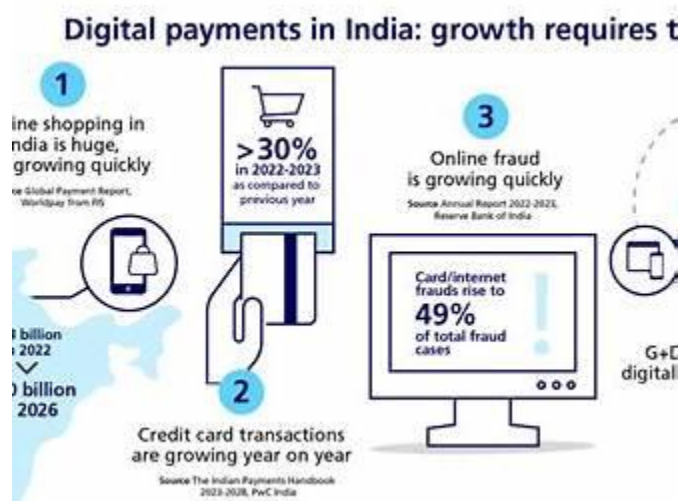 Digital payments in India: growth requires t
1
ine shopping in
ndia is huge,
growing quickly
ce Global Payment Report,
Worldpay from FIS
billion
2022
0 billion
2026
>30%
in 2022-2023
as compared to
previous year
2
Credit card transactions
are growing year on year
Source The Indian Payments Handbook
2023-2028, PwC India
3
Online fraud
is growing quickly
Source Annual Report 2022-2023,
Reserve Bank of India
Card/internet
frauds rise to
49%
of total fraud
cases
!
G+D
digitall